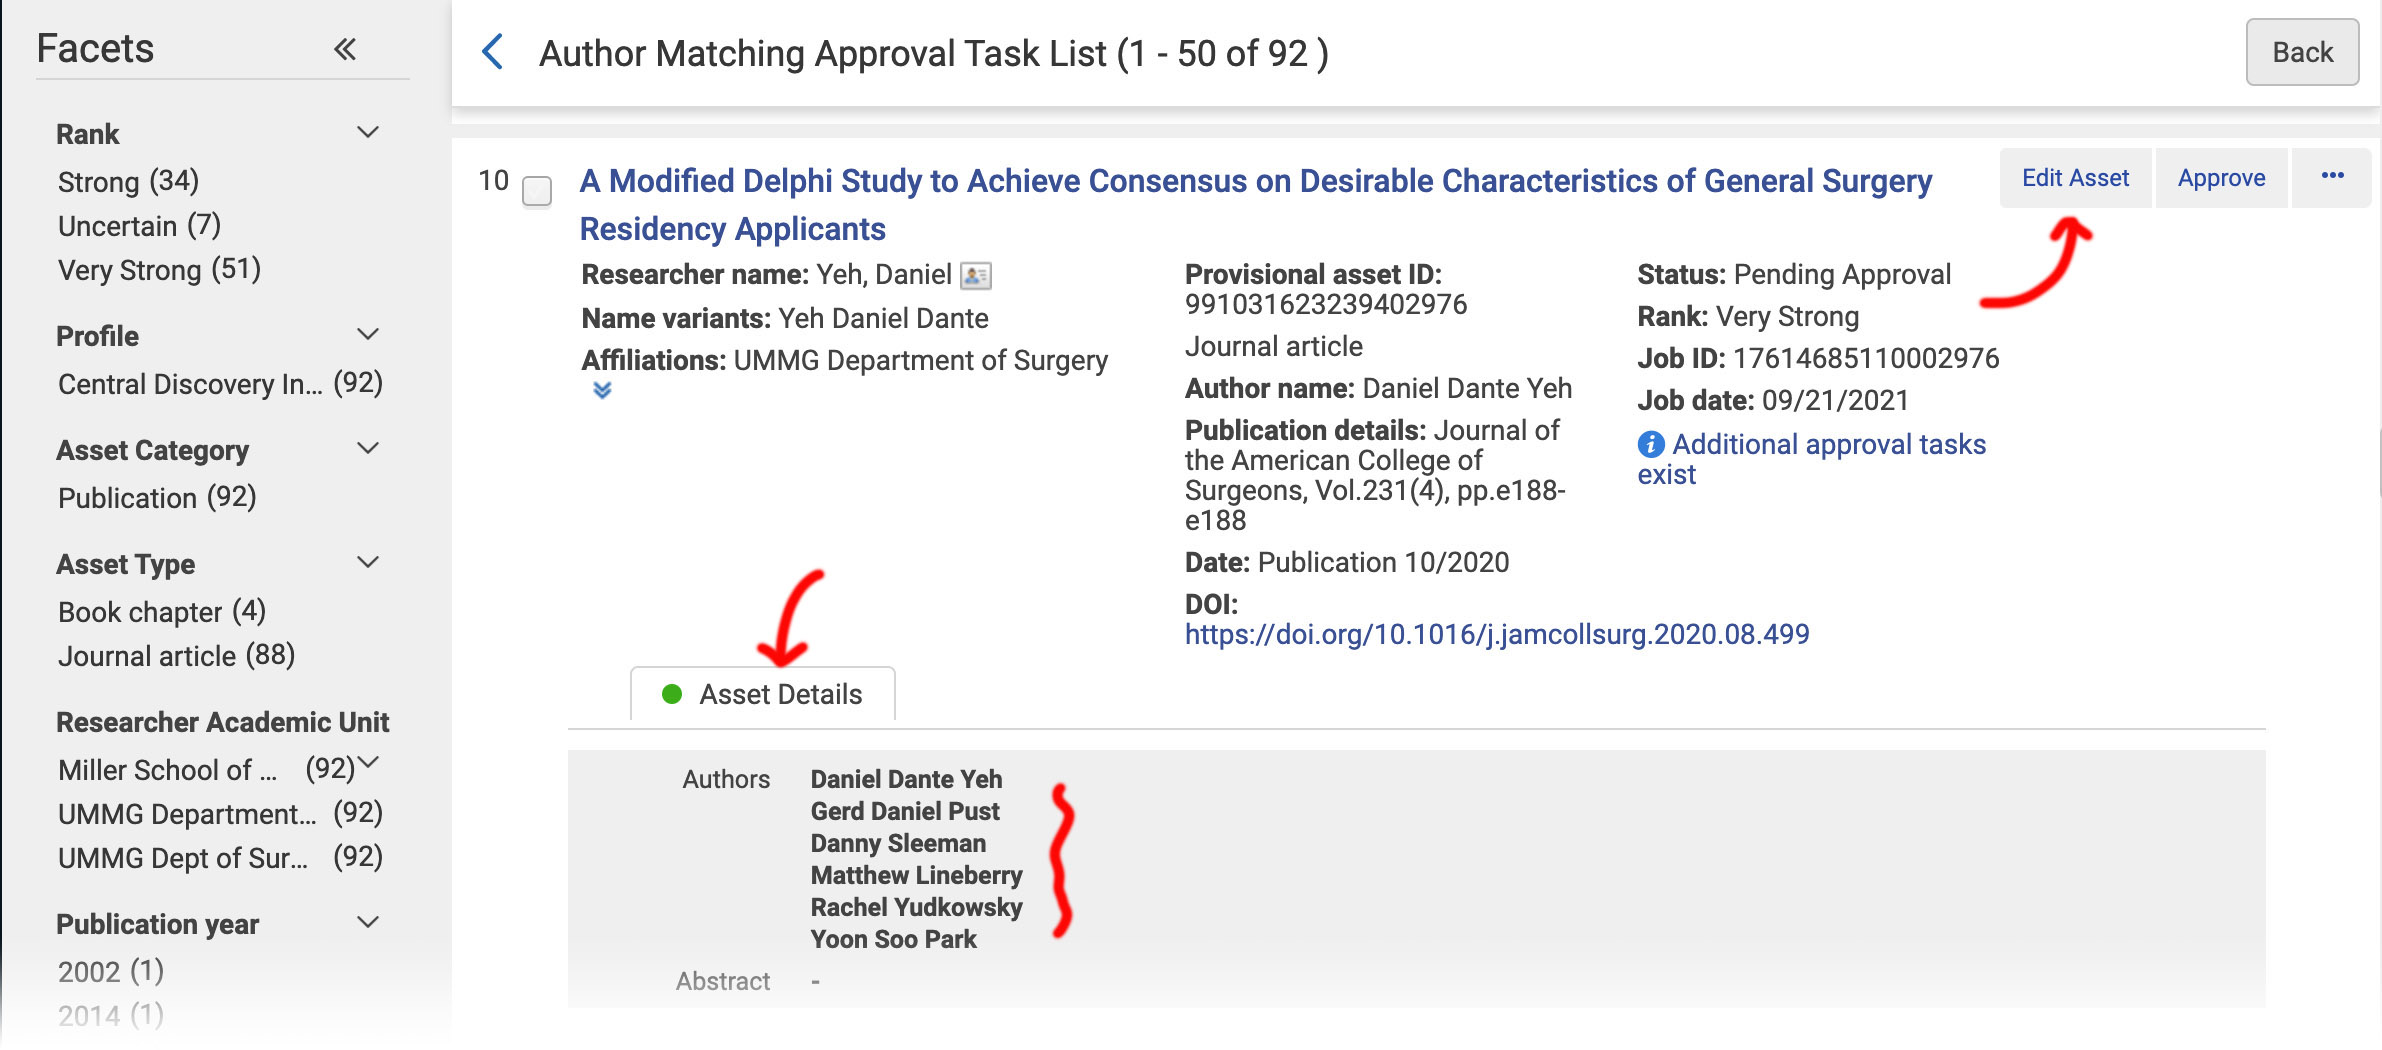 Facets
Rank
Strong (34)
Uncertain (7)
Very Strong (51)
Profile
Central Discovery In... (92)
Asset Category
Publication (92)
Asset Type
Book chapter (4)
Journal article (88)
Researcher Academic Unit
Miller School of ... (92)
UMMG Department... (92)
UMMG Dept of Sur... (92)
Publication year
2002 (1)
2014 (1)
Author Matching Approval Task List (1 - 50 of 92 )
Back
10
A Modified Delphi Study to Achieve Consensus on Desirable Characteristics of General Surgery
Residency Applicants
Edit Asset
Approve
...
Researcher name: Yeh, Daniel
Name variants: Yeh Daniel Dante
Affiliations: UMMG Department of Surgery
Provisional asset ID:
991031623239402976
Journal article
Author name: Daniel Dante Yeh
Publication details: Journal of
the American College of
Surgeons, Vol.231(4), pp.e188-
e188
Date: Publication 10/2020
DOI:
https://doi.org/10.1016/j.jamcollsurg.2020.08.499
Status: Pending Approval
Rank: Very Strong
Job ID: 17614685110002976
Job date: 09/21/2021
Additional approval tasks
exist
Asset Details
Authors
Daniel Dante Yeh
Gerd Daniel Pust
Danny Sleeman
Matthew Lineberry
Rachel Yudkowsky
Yoon Soo Park
Abstract -